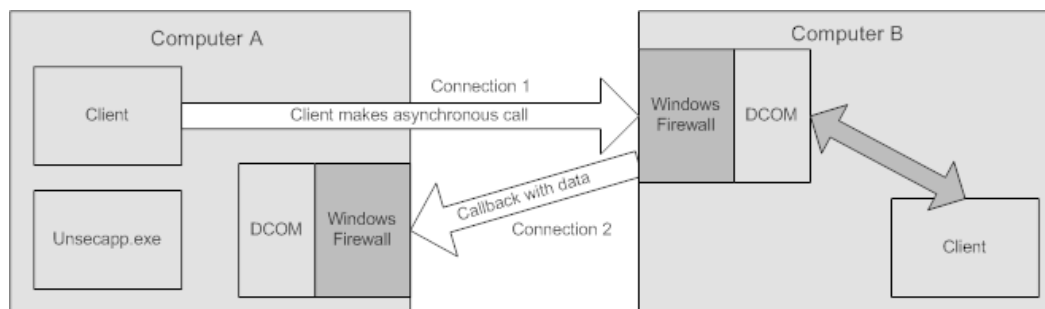 Computer A
Client
Unsecapp.exe
DCOM
Windows
Firewall
Connection 1
Client makes asynchronous call
Callback with data
Connection 2
Computer B
Windows
Firewall
DCOM
Client